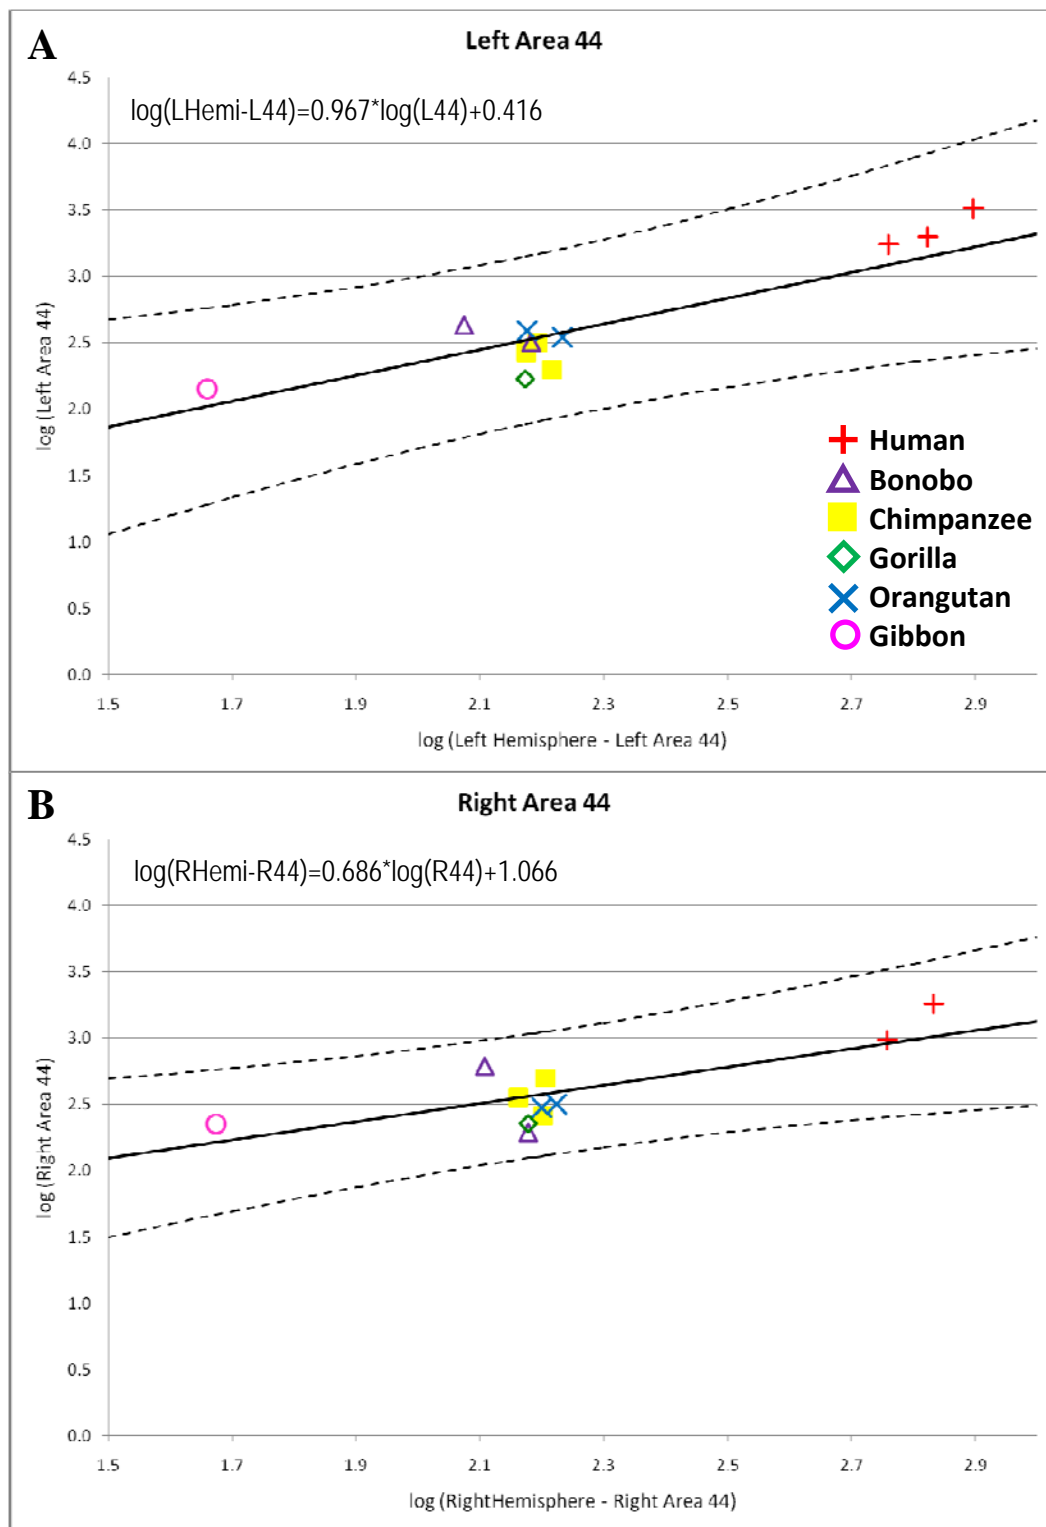 A
Left Area 44
log(LHemi-L44)=0.967*log(L44)+0.416
4.5
4.0
3.5
3.0
2.5
2.0
1.5
1.0
0.5
0.0
log (Left Area 44)
Human
Bonobo
Chimpanzee
Gorilla
Orangutan
Gibbon
1.5 1.7 1.9 2.1 2.3 2.5 2.7 2.9
log (Left Hemisphere - Left Area 44)
B
Right Area 44
log(RHemi-R44)=0.686*log(R44)+1.066
4.5
4.0
3.5
3.0
2.5
2.0
1.5
1.0
0.5
0.0
log (Right Area 44)
1.5 1.7 1.9 2.1 2.3 2.5 2.7 2.9
log (RightHemisphere - Right Area 44)